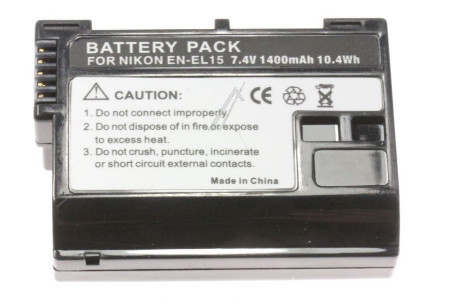 BATTERY PACK
FOR NIKON EN-EL15 7.4V 1400mAh 10.4Wh
CAUTION:
CE
1. Do not connect improperly.
2. Do not dispose of in fire or expose
to excess heat.
3. Do not crush, puncture, incinerate
or short circuit external contacts.
Made in China